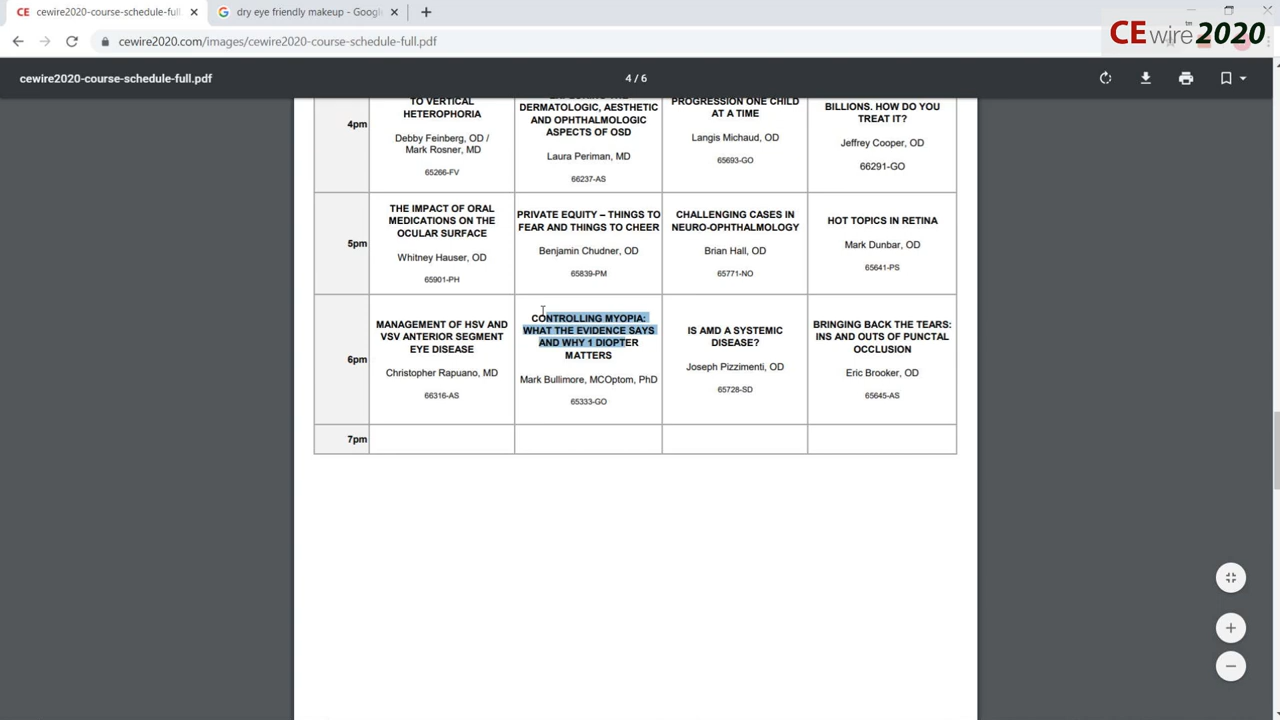 cewire2020-course-schedule-full
dry eye friendly makeup - Google
cewire2020.com/images/cewire2020-course-schedule-full.pdf
CE wire™ 2020
cewire2020-course-schedule-full.pdf
4 / 6
4pm
TO VERTICAL
HETEROPHORIA
Debby Feinberg, OD /
Mark Rosner, MD
65266-FV
DERMATOLOGIC, AESTHETIC
AND OPHTHALMOLOGIC
ASPECTS OF OSD
Laura Periman, MD
66237-AS
PROGRESSION ONE CHILD
AT A TIME
Langis Michaud, OD
65693-GO
BILLIONS. HOW DO YOU
TREAT IT?
Jeffrey Cooper, OD
66291-GO
5pm
THE IMPACT OF ORAL
MEDICATIONS ON THE
OCULAR SURFACE
Whitney Hauser, OD
65901-PH
PRIVATE EQUITY – THINGS TO
FEAR AND THINGS TO CHEER
Benjamin Chudner, OD
65839-PM
CHALLENGING CASES IN
NEURO-OPHTHALMOLOGY
Brian Hall, OD
65771-NO
HOT TOPICS IN RETINA
Mark Dunbar, OD
65641-PS
6pm
MANAGEMENT OF HSV AND
VSV ANTERIOR SEGMENT
EYE DISEASE
Christopher Rapuano, MD
66316-AS
CONTROLLING MYOPIA:
WHAT THE EVIDENCE SAYS
AND WHY 1 DIOPTER
MATTERS
Mark Bullimore, MCOptom, PhD
65333-GO
IS AMD A SYSTEMIC
DISEASE?
Joseph Pizzimenti, OD
65728-SD
BRINGING BACK THE TEARS:
INS AND OUTS OF PUNCTAL
OCCLUSION
Eric Brooker, OD
65645-AS
7pm